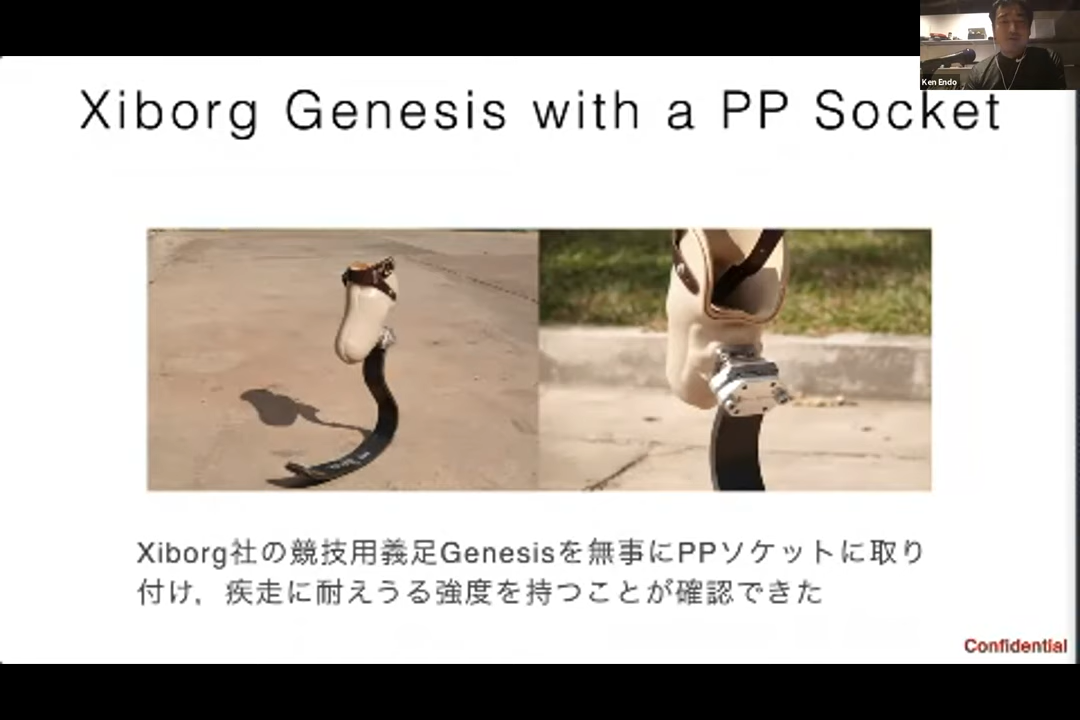 Ken Endo
Xiborg Genesis with a PP Socket
Xiborg社の競技用義足Genesisを無事にPPソケットに取り
付け，疾走に耐えうる強度を持つことが確認できた
Confidential